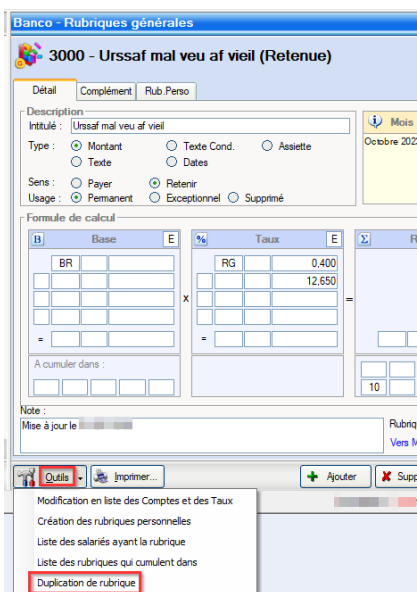 Banco - Rubriques générales
3000 - Urssaf mal veu af vieil (Retenue)
Détail Complément Rub.Perso
Description
Intitulé : Urssaf mal veu af vieil
Type : Montant Texte Cond. Assiette
Texte Dates
Sens : Payer Retenir
Usage : Permanent Exceptionnel Supprimé
Mois
Octobre 2023
Formule de calcul
B Base E % Taux E Σ R
BR RG 0,400
12,650
x =
= =
A cumuler dans :
10
Note :
Mise à jour le
Rubriq
Vers M
Outils Imprimer... Ajouter Supp
Modification en liste des Comptes et des Taux
Création des rubriques personnelles
Liste des salariés ayant la rubrique
Liste des rubriques qui cumulent dans
Duplication de rubrique